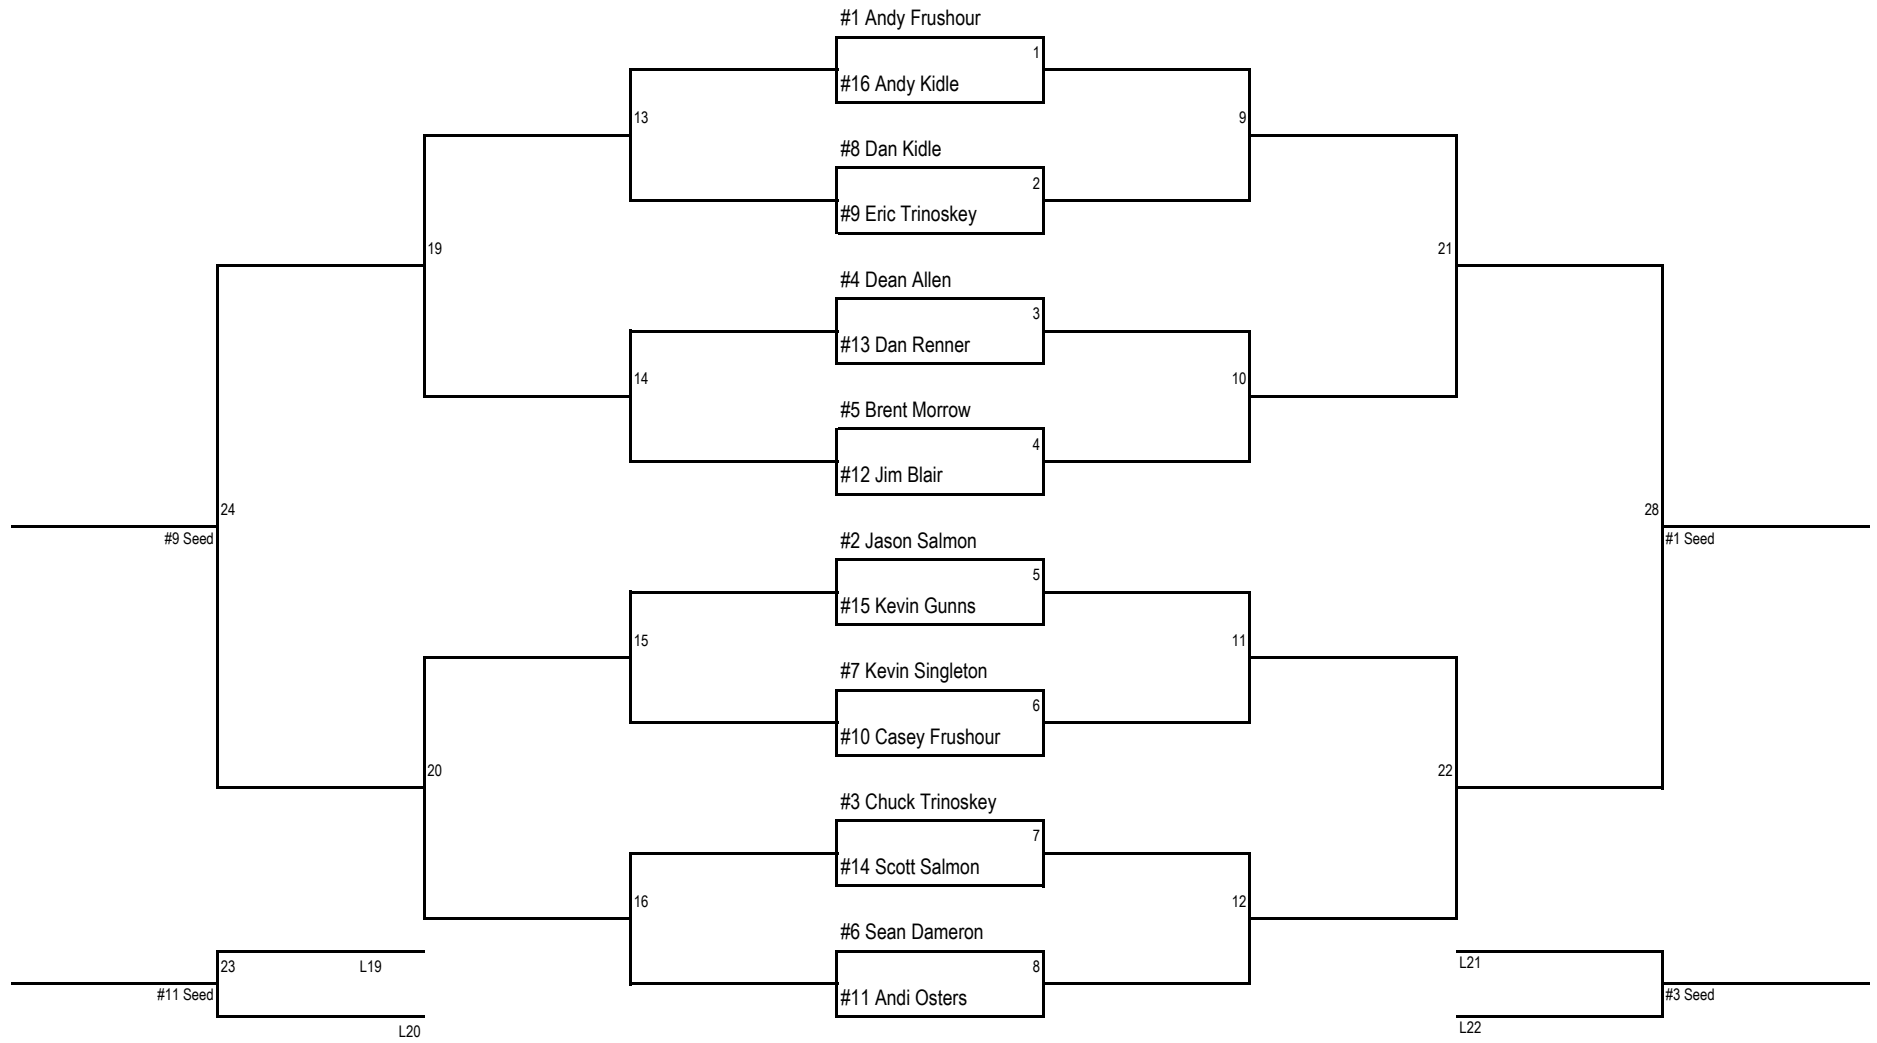 #1 Andy Frushour
1
#16 Andy Kidle
13
9
#8 Dan Kidle
2
#9 Eric Trinoskey
19
21
#4 Dean Allen
3
#13 Dan Renner
14
10
#5 Brent Morrow
4
#12 Jim Blair
24
28
#9 Seed
#1 Seed
#2 Jason Salmon
5
#15 Kevin Gunns
15
11
#7 Kevin Singleton
6
#10 Casey Frushour
20
22
#3 Chuck Trinoskey
7
#14 Scott Salmon
16
12
#6 Sean Dameron
23
L19
8
L21
#11 Seed
#11 Andi Osters
#3 Seed
L20
L22